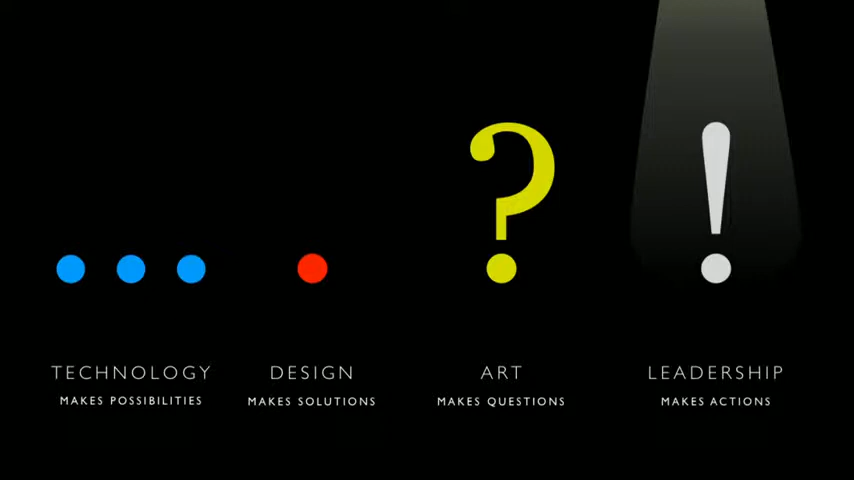 ... . ? !
TECHNOLOGY DESIGN ART LEADERSHIP
MAKES POSSIBILITIES MAKES SOLUTIONS MAKES QUESTIONS MAKES ACTIONS